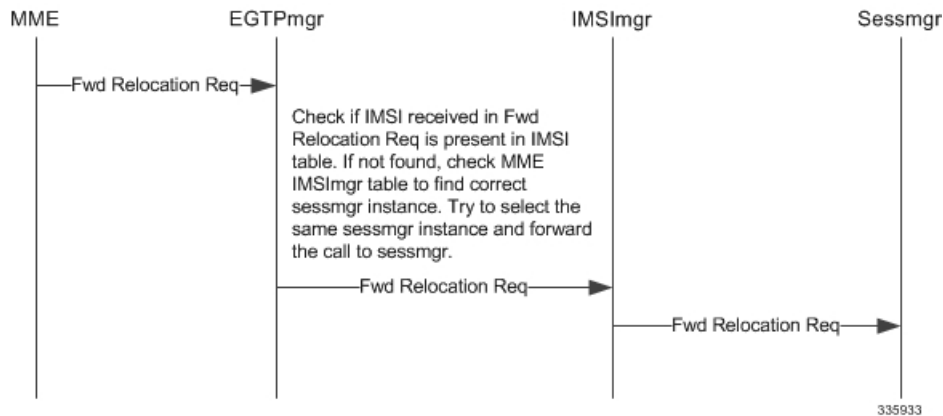 MME EGTPmgr IMSImgr Sessmgr
Fwd Relocation Req
Check if IMSI received in Fwd
Relocation Req is present in IMSI
table. If not found, check MME
IMSImgr table to find correct
sessmgr instance. Try to select the
same sessmgr instance and forward
the call to sessmgr.
Fwd Relocation Req
Fwd Relocation Req
335933